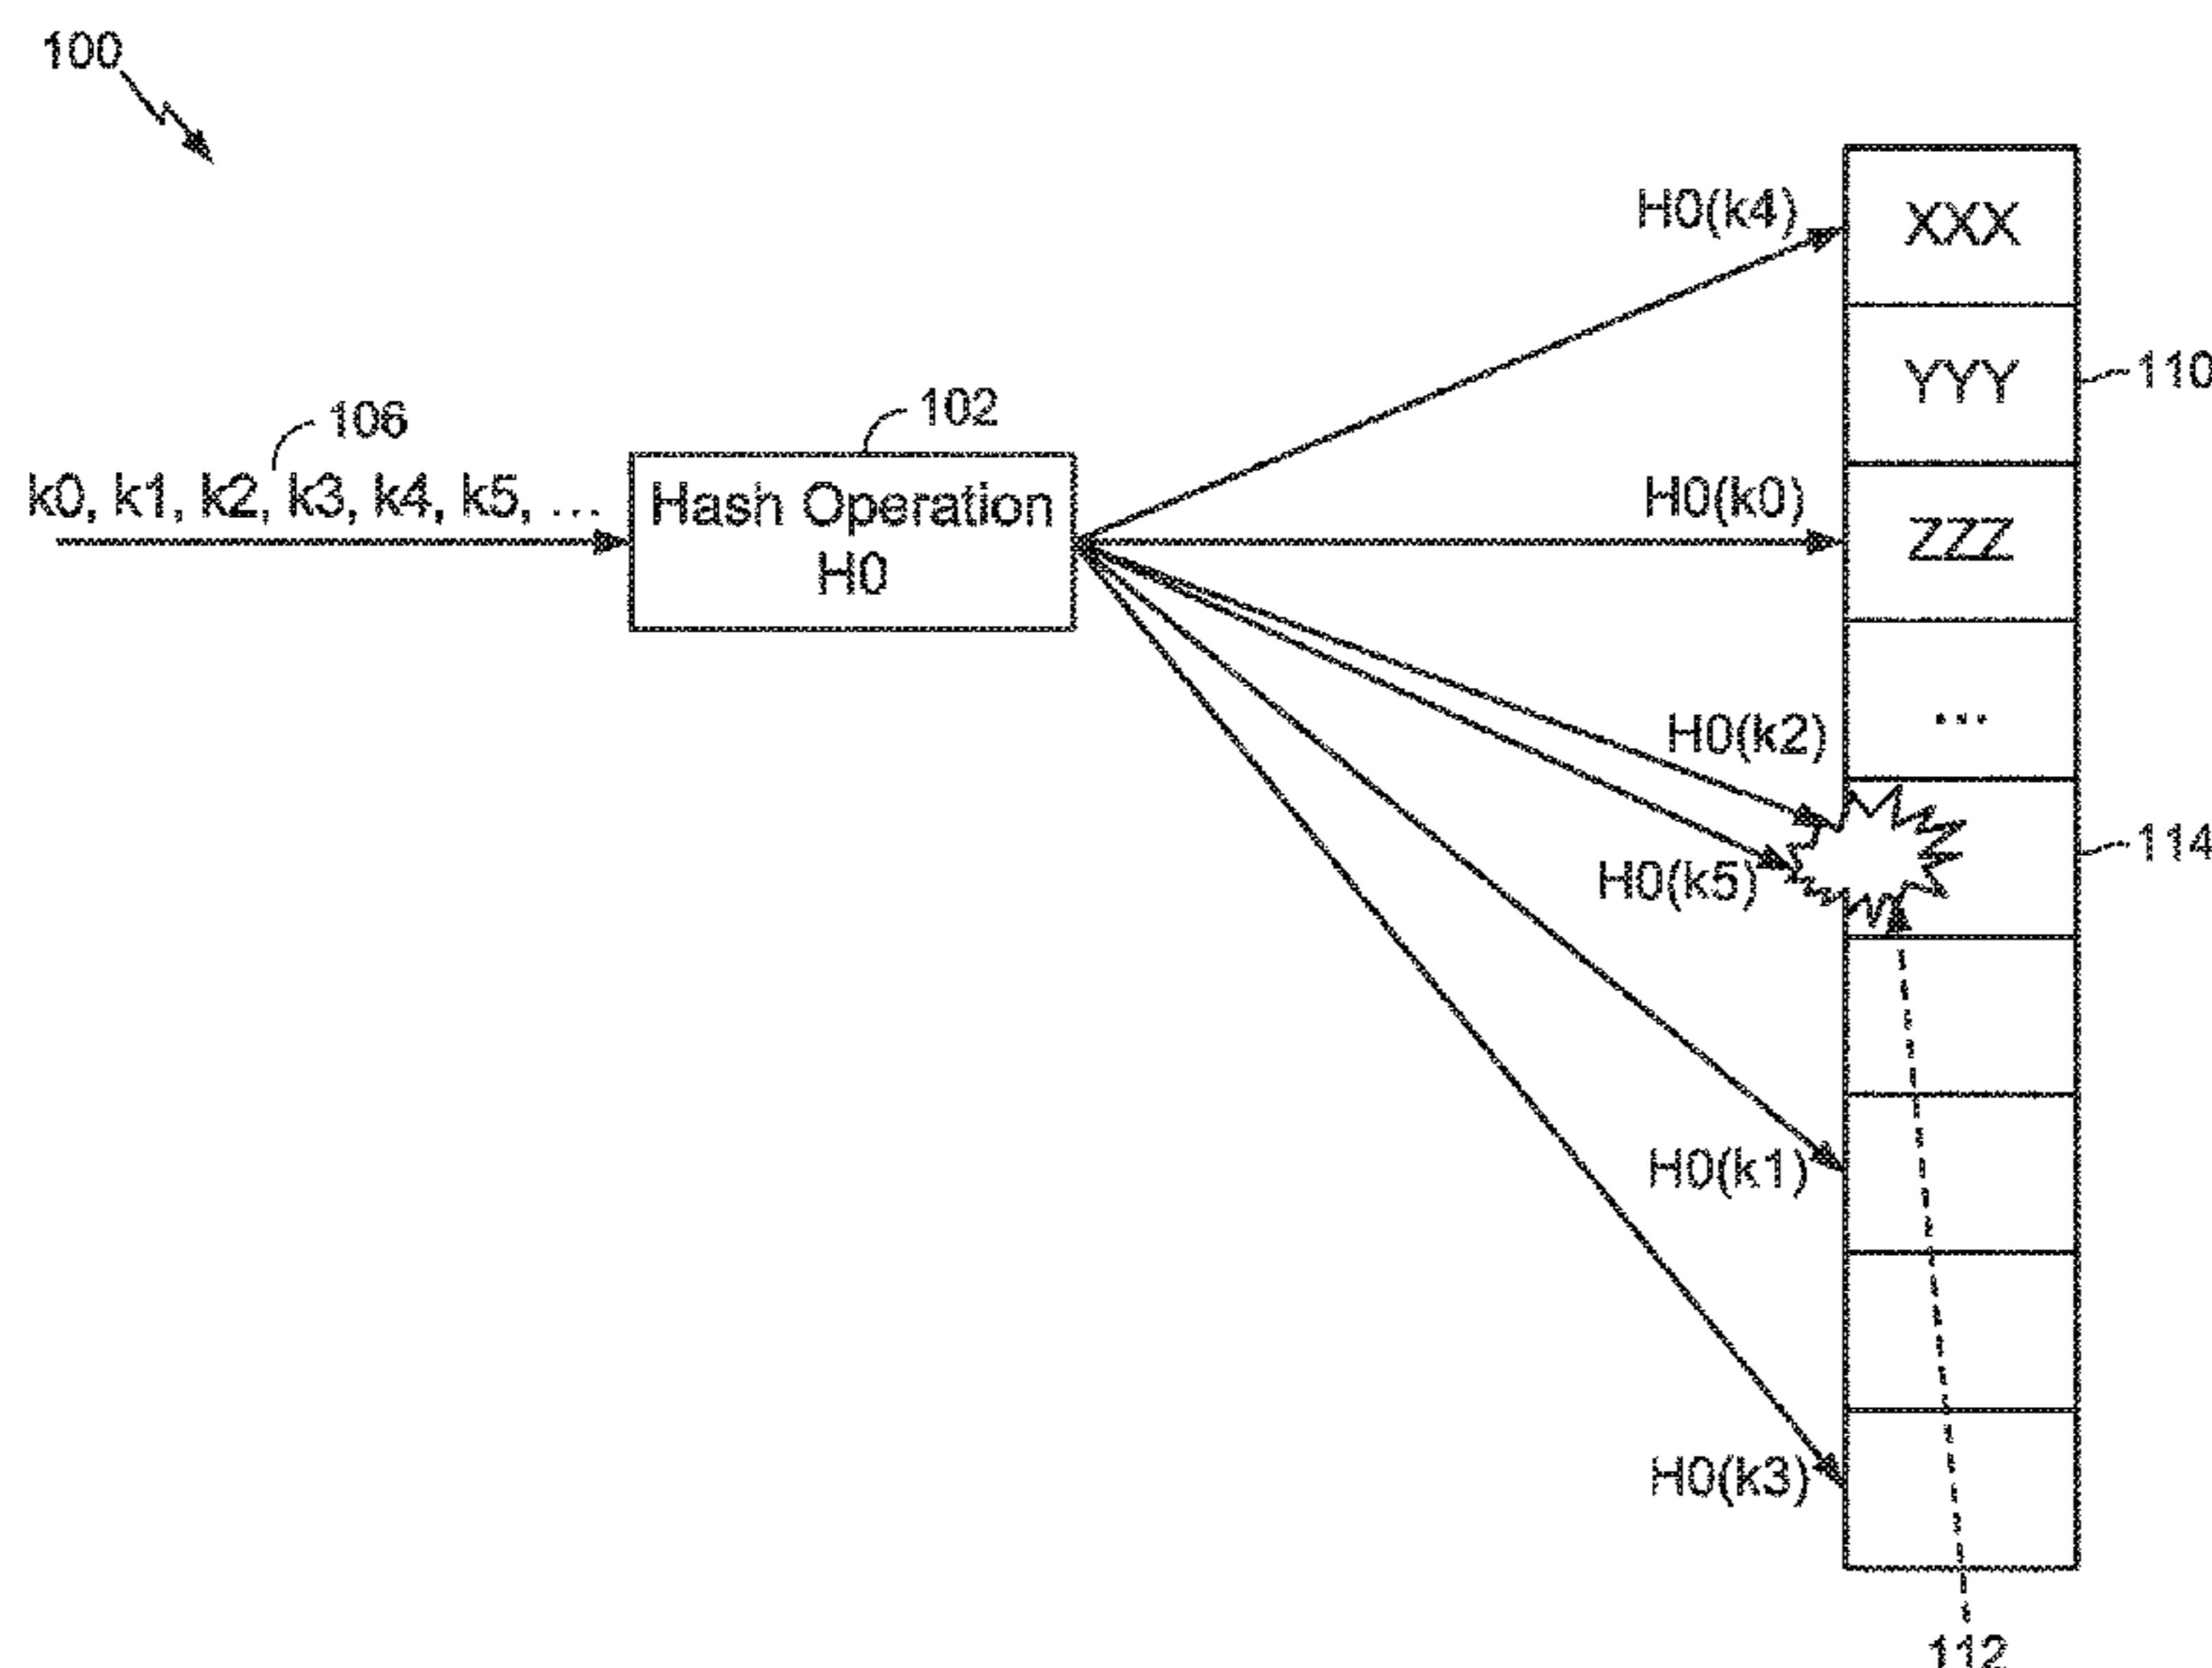 100
XXX
H0(k4)
YYY
110
106
102
k0, k1, k2, k3, k4, k5, ...
Hash Operation
H0
H0(k0)
ZZZ
H0(k2)
...
114
H0(k5)
H0(k1)
H0(k3)
112